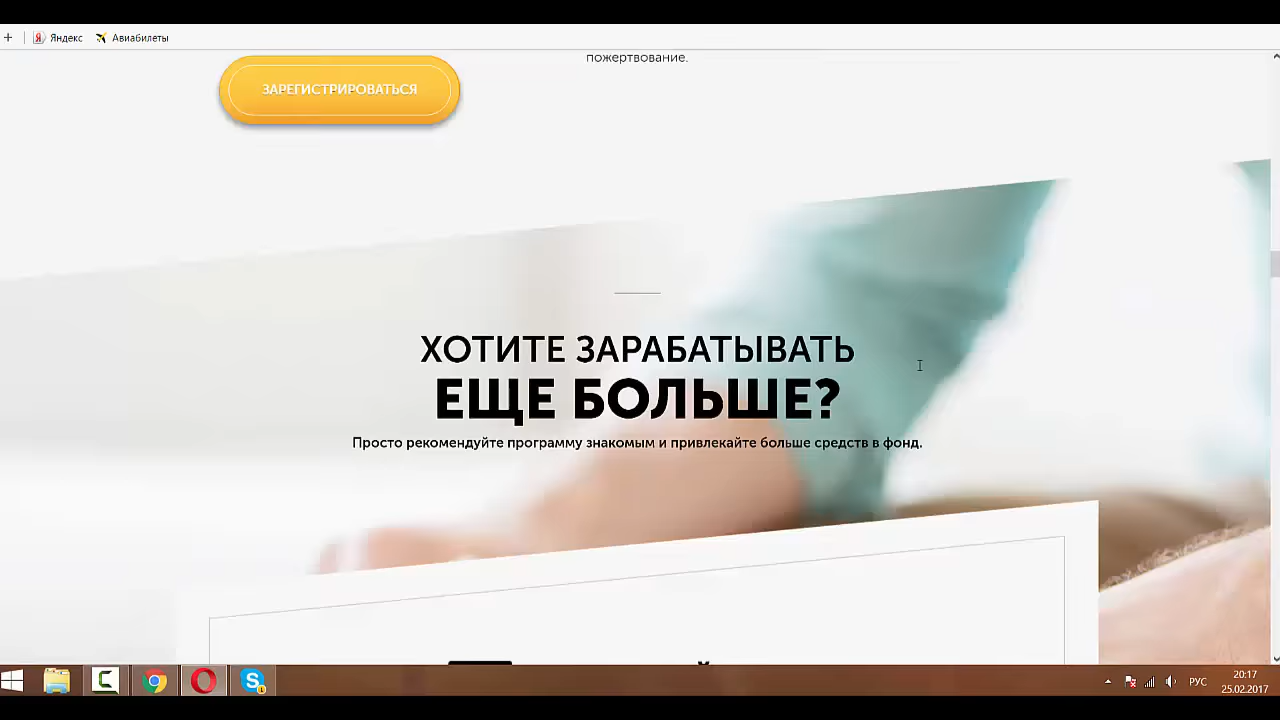 Яндекс Авиабилеты
пожертвование.
ЗАРЕГИСТРИРОВАТЬСЯ
ХОТИТЕ ЗАРАБАТЫВАТЬ
ЕЩЕ БОЛЬШЕ?
Просто рекомендуйте программу знакомым и привлекайте больше средств в фонд.
РУС
20:17
25.02.2017